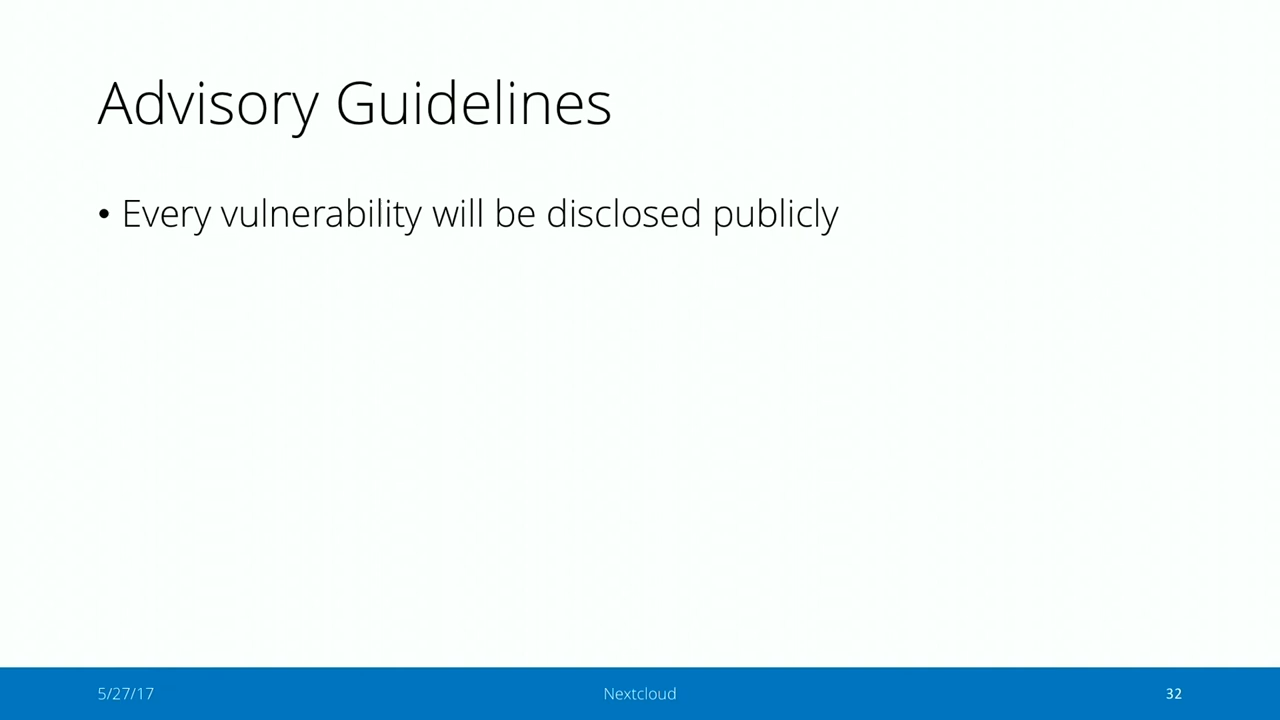 Advisory Guidelines
• Every vulnerability will be disclosed publicly
5/27/17
Nextcloud
32